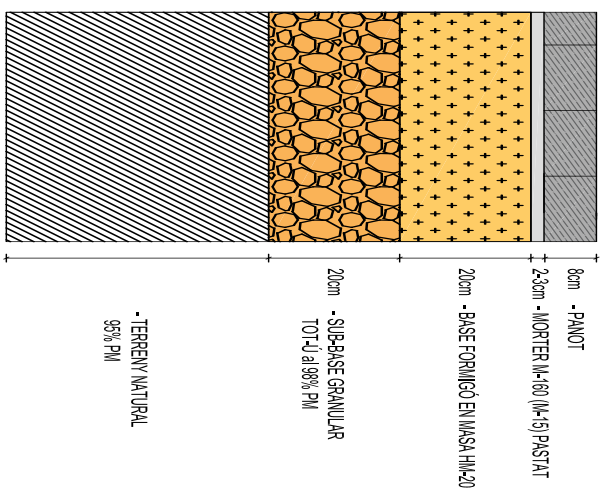 8cm - PANOT
2-3cm - MORTER M-160 (M-15) PASTAT
20cm - BASE FORMIGÓ EN MASA HM-20
20cm - SUB-BASE GRANULAR
TOT-Ú al 98% PM
- TERRENY NATURAL
95% PM